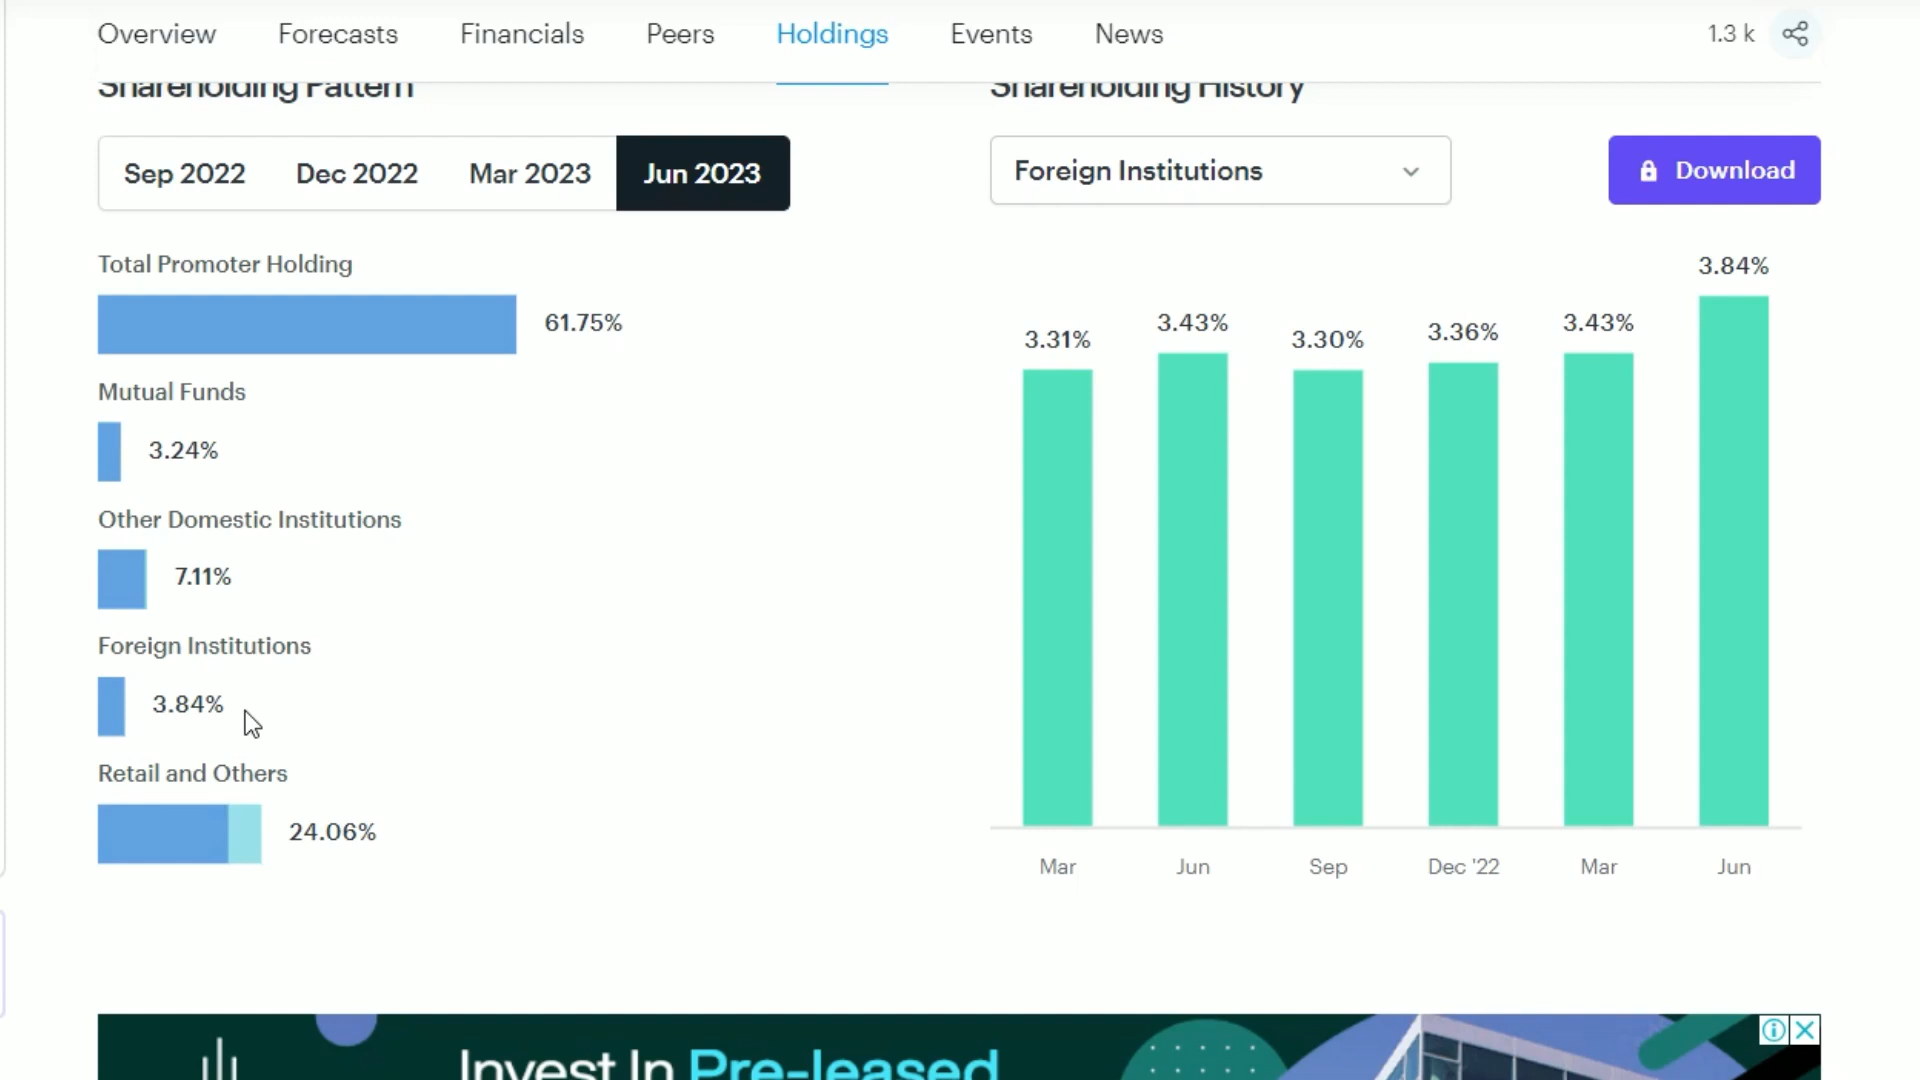 Overview Forecasts Financials Peers Holdings Events News 1.3 k
Shareholding Pattern
Sep 2022 Dec 2022 Mar 2023 Jun 2023
Total Promoter Holding
61.75%
Mutual Funds
3.24%
Other Domestic Institutions
7.11%
Foreign Institutions
3.84%
Retail and Others
24.06%
Shareholding History
Foreign Institutions
Download
3.31% 3.43% 3.30% 3.36% 3.43% 3.84%
Mar Jun Sep Dec '22 Mar Jun
Invest In Pre-leased